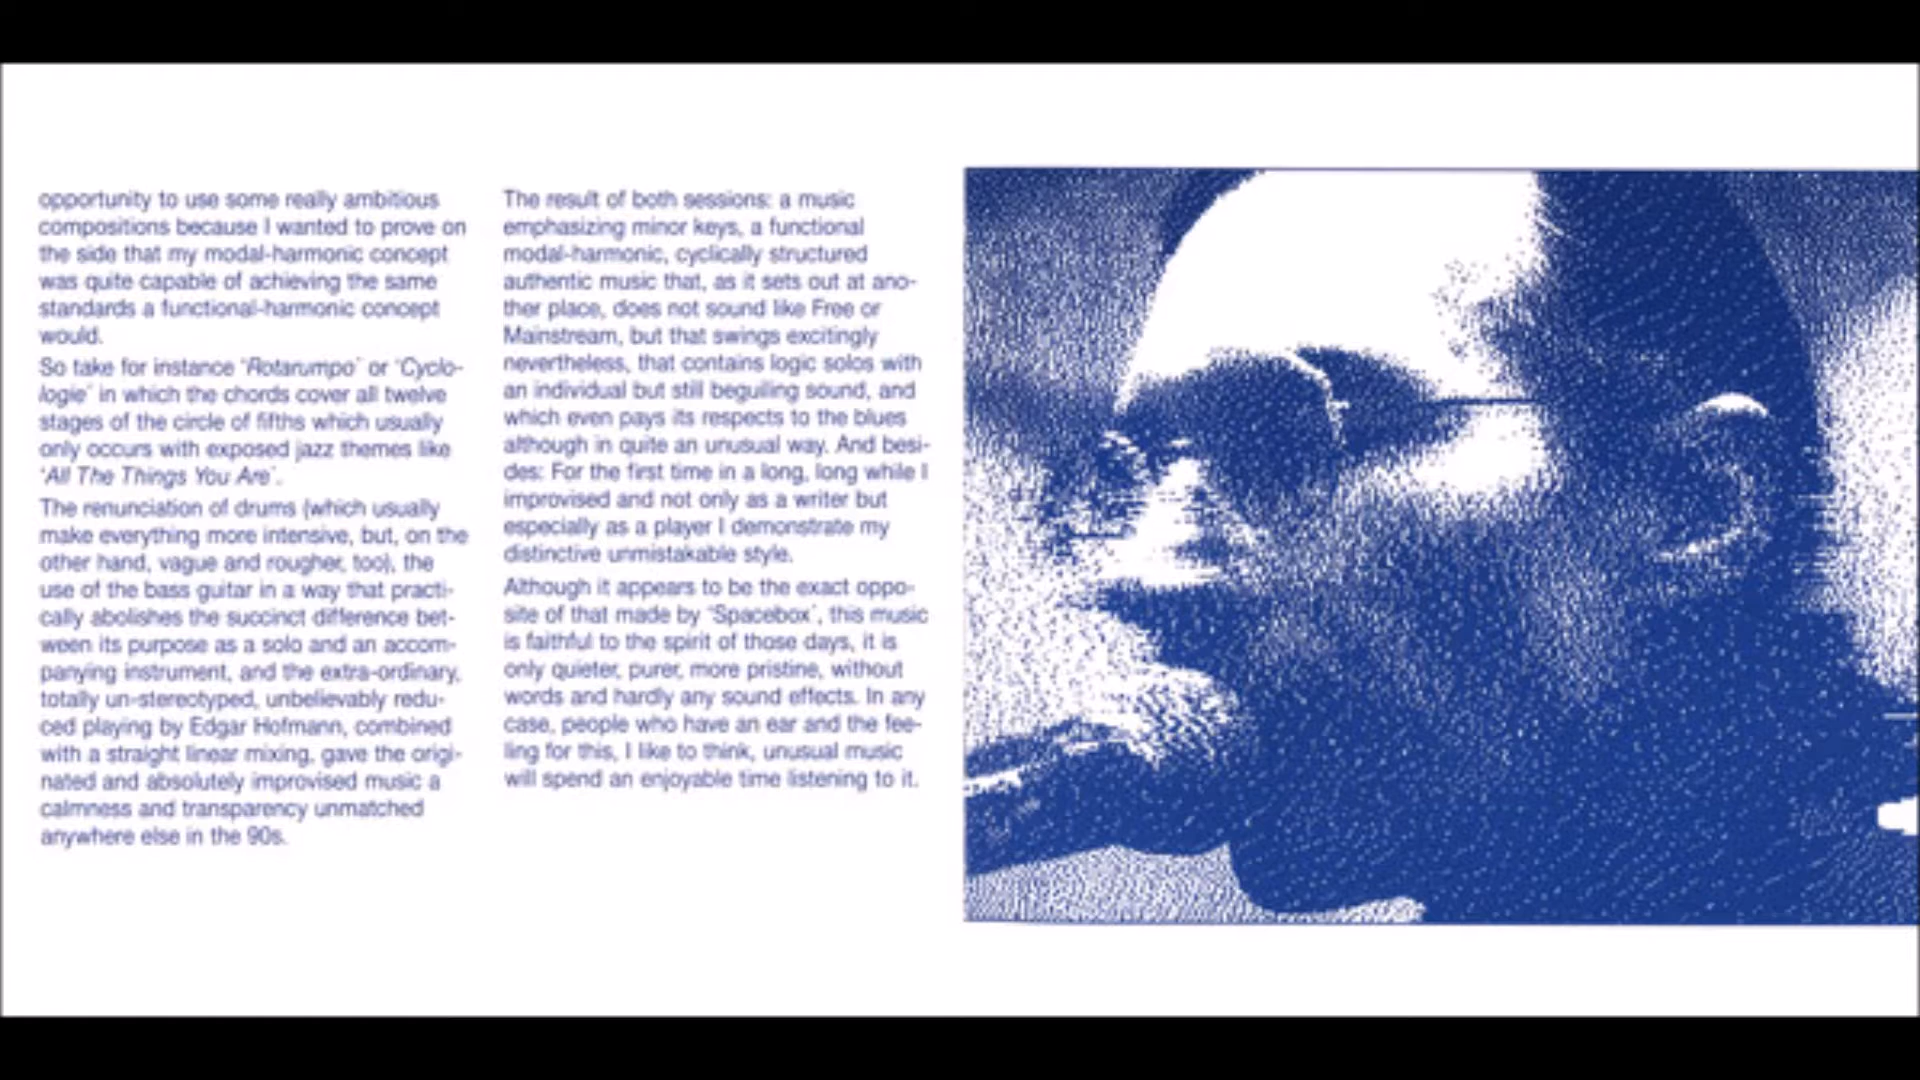 opportunity to use some really ambitious
compositions because I wanted to prove on
the side that my modal-harmonic concept
was quite capable of achieving the same
standards a functional-harmonic concept
would.
So take for instance "Rotarumpo" or "Cyclo-
logie" in which the chords cover all twelve
stages of the circle of fifths which usually
only occurs with exposed jazz themes like
"All The Things You Are".
The renunciation of drums (which usually
make everything more intensive, but, on the
other hand, vague and rougher, too), the
use of the bass guitar in a way that practi-
cally abolishes the succinct difference bet-
ween its purpose as a solo and an accom-
panying instrument, and the extra-ordinary,
totally un-stereotyped, unbelievably redu-
ced playing by Edgar Hofmann, combined
with a straight linear mixing, gave the origi-
nated and absolutely improvised music a
calmness and transparency unmatched
anywhere else in the 90s.
The result of both sessions: a music
emphasizing minor keys, a functional
modal-harmonic, cyclically structured
authentic music that, as it sets out at ano-
ther place, does not sound like Free or
Mainstream, but that swings excitingly
nevertheless, that contains logic solos with
an individual but still beguiling sound, and
which even pays its respects to the blues
although in quite an unusual way. And besi-
des: For the first time in a long, long while I
improvised and not only as a writer but
especially as a player I demonstrate my
distinctive unmistakable style.
Although it appears to be the exact oppo-
site of that made by "Spacebox", this music
is faithful to the spirit of those days, it is
only quieter, purer, more pristine, without
words and hardly any sound effects. In any
case, people who have an ear and the fee-
ling for this, I like to think, unusual music
will spend an enjoyable time listening to it.